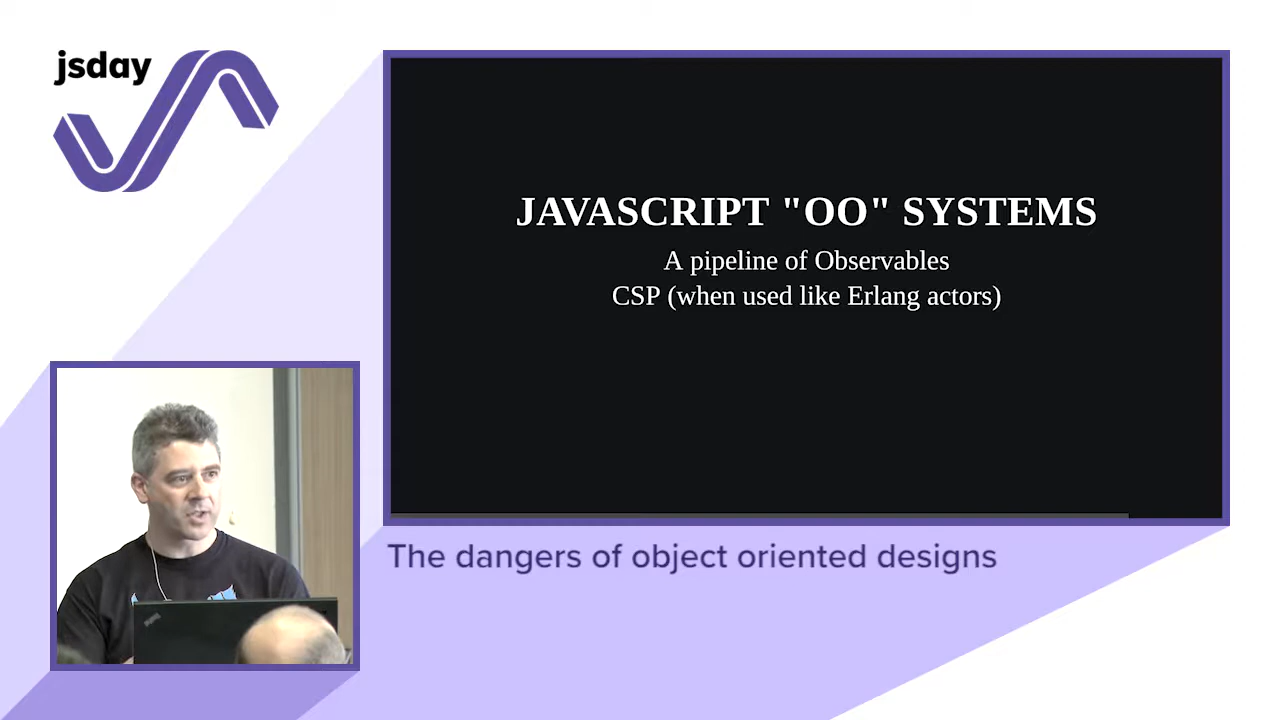 jsday
JAVASCRIPT "OO" SYSTEMS
A pipeline of Observables
CSP (when used like Erlang actors)
The dangers of object oriented designs